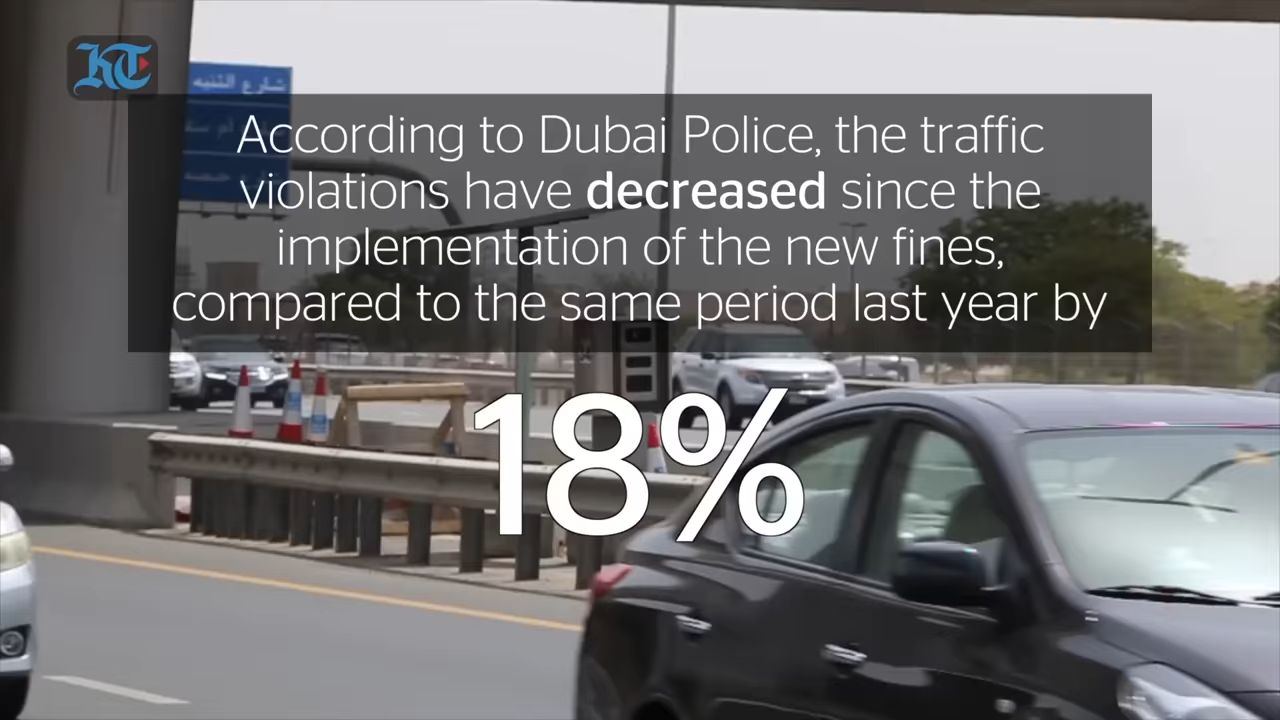 KT
شارع الثنيه
According to Dubai Police, the traffic
violations have decreased since the
implementation of the new fines,
compared to the same period last year by
18%